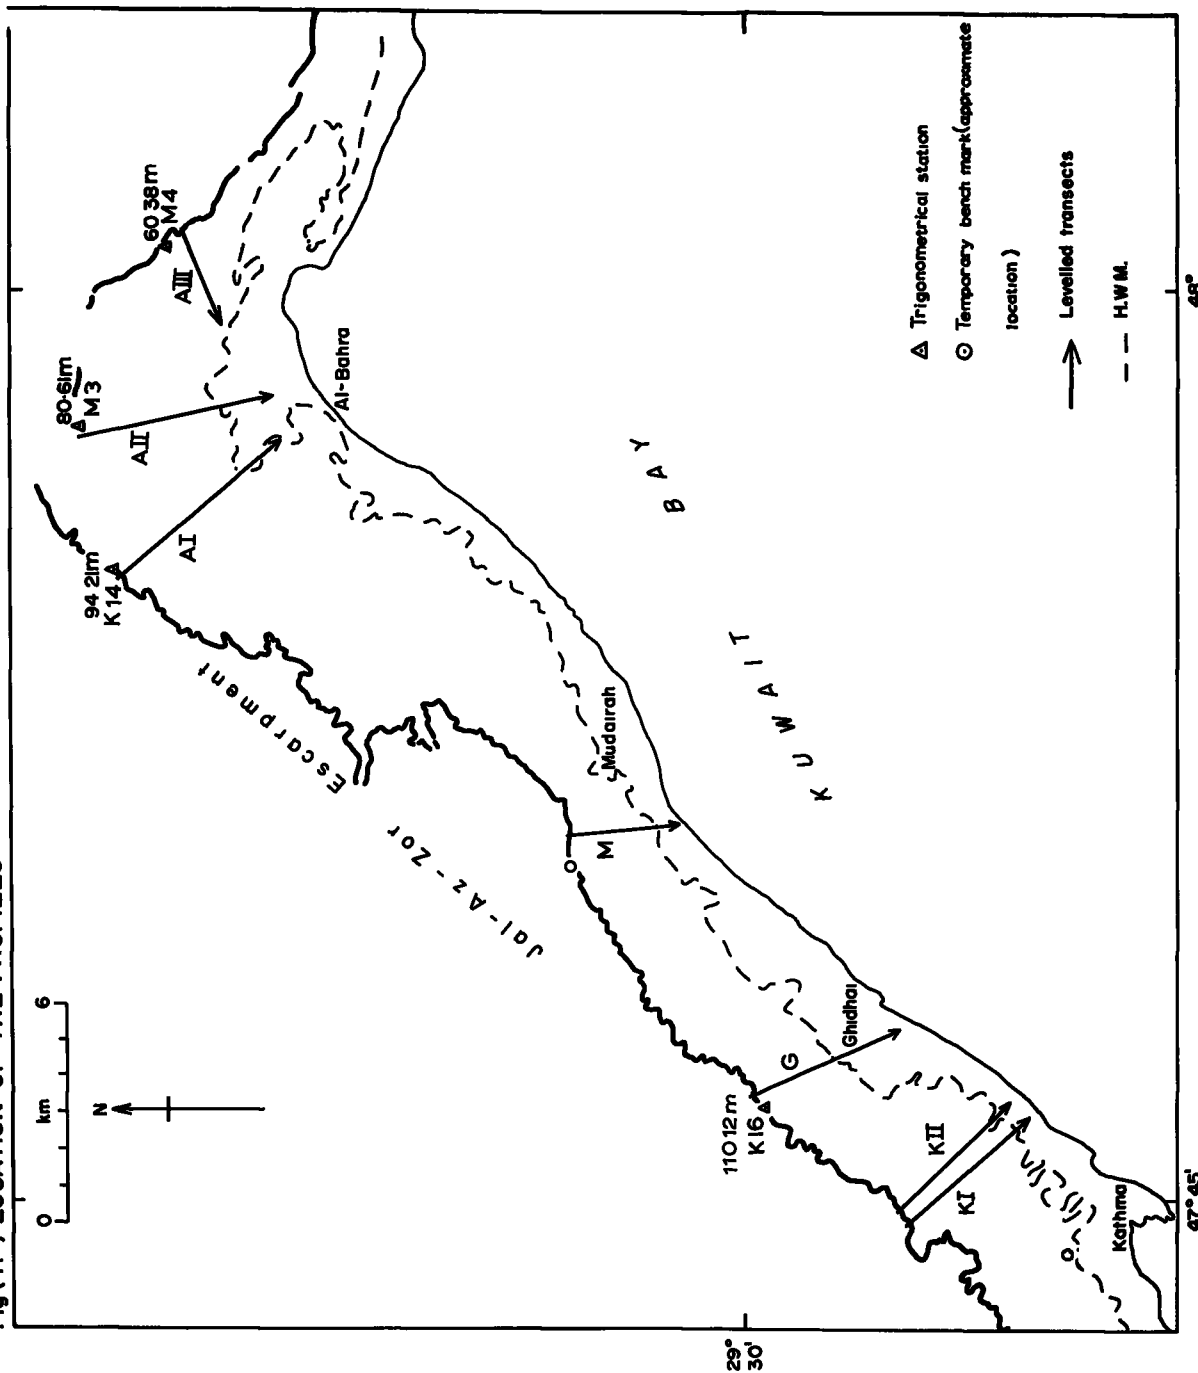 0 km 6
N
94 21m
K14
80·61m
M3
60 38m
M4
AI
AII
AIII
Escarpment
Jal-Az-Zor
Al-Bahra
Mudairah
M
KUWAIT BAY
110 12m
K16
G
Ghidhai
KII
KI
Kathma
Trigonometrical station
Temporary bench mark(approximate
location)
Levelled transects
H.W.M.
29°
30'
47° 45'
48°